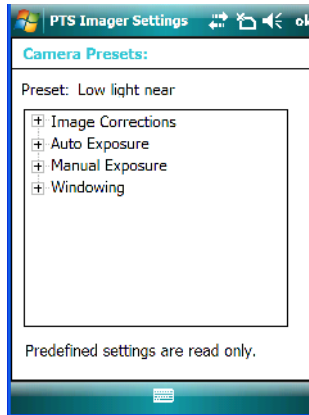 PTS Imager Settings ok
Camera Presets:
Preset: Low light near
Image Corrections
Auto Exposure
Manual Exposure
Windowing
Predefined settings are read only.